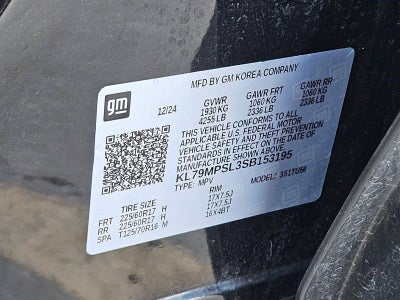 gm
MFD BY GM KOREA COMPANY
12/24 GVWR GAWR FRT GAWR RR
1930 KG 1060 KG 1060 KG
4255 LB 2336 LB 2336 LB
THIS VEHICLE CONFORMS TO ALL
APPLICABLE U.S. FEDERAL MOTOR
VEHICLE SAFETY AND THEFT
PREVENTION STANDARDS IN EFFECT
ON THE DATE OF MANUFACTURE
SHOWN ABOVE.
KL79MPSL3SB153195
TYPE: MPV MODEL: 1TU56
TIRE SIZE RIM
FRT 225/60R17 H 17X7.5J
RR 225/60R17 H 17X7.5J
SPA T125/70R16 M 16X4BT